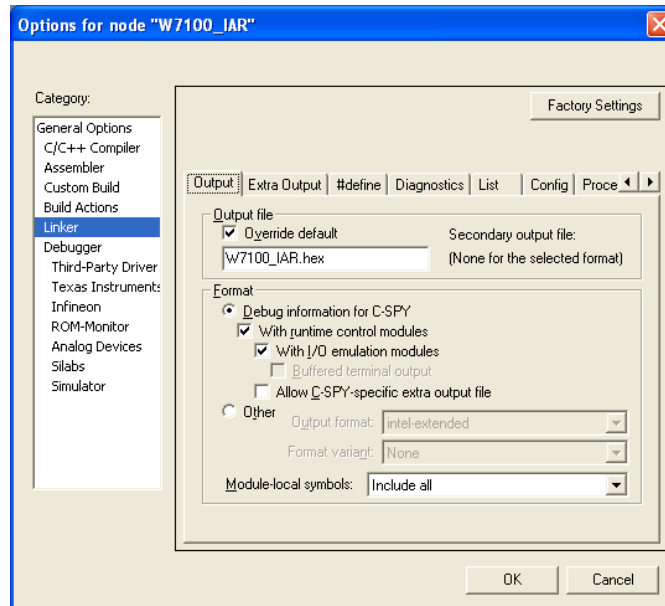 Options for node "W7100_IAR"
Category:
Factory Settings
General Options
C/C++ Compiler
Assembler
Custom Build
Build Actions
Linker
Debugger
Third-Party Driver
Texas Instruments
Infineon
ROM-Monitor
Analog Devices
Silabs
Simulator
Output Extra Output #define Diagnostics List Config Proce
Output file
Override default
Secondary output file:
W7100_IAR.hex
(None for the selected format)
Format
Debug information for C-SPY
With runtime control modules
With I/O emulation modules
Buffered terminal output
Allow C-SPY-specific extra output file
Other
Output format: intel-extended
Format variant: None
Module-local symbols: Include all
OK Cancel